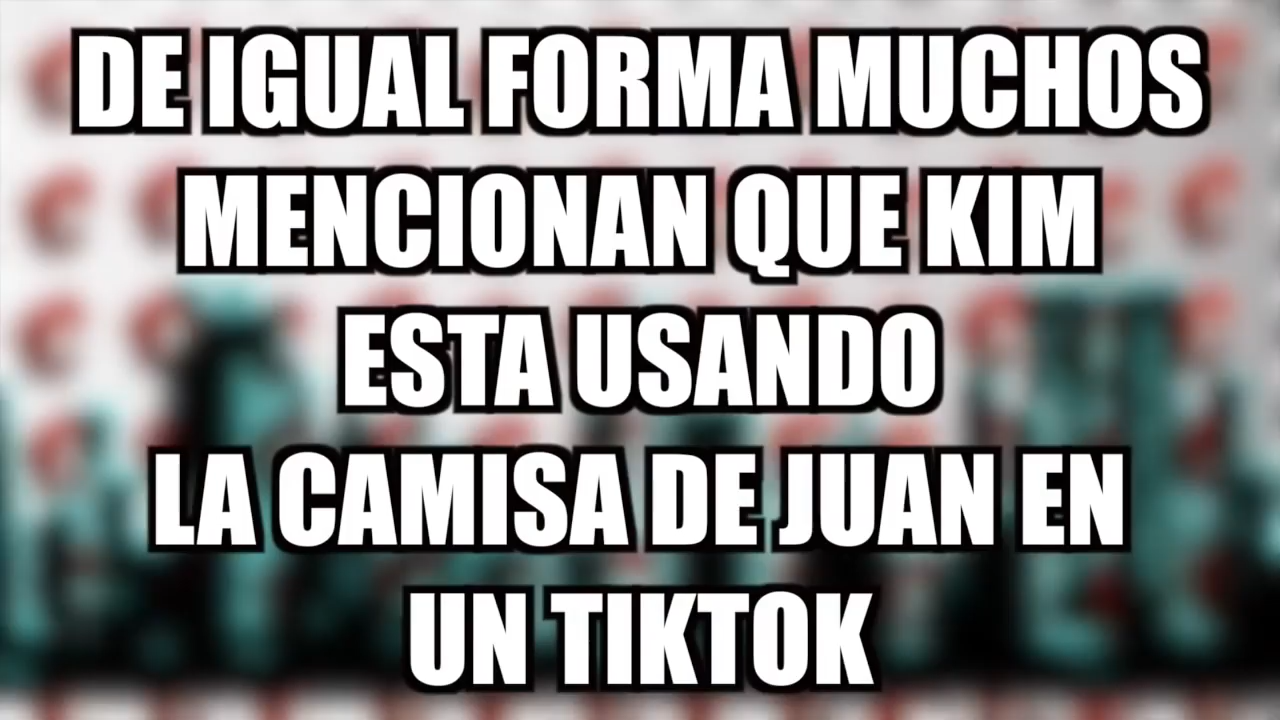 DE IGUAL FORMA MUCHOS
MENCIONAN QUE KIM
ESTA USANDO
LA CAMISA DE JUAN EN
UN TIKTOK